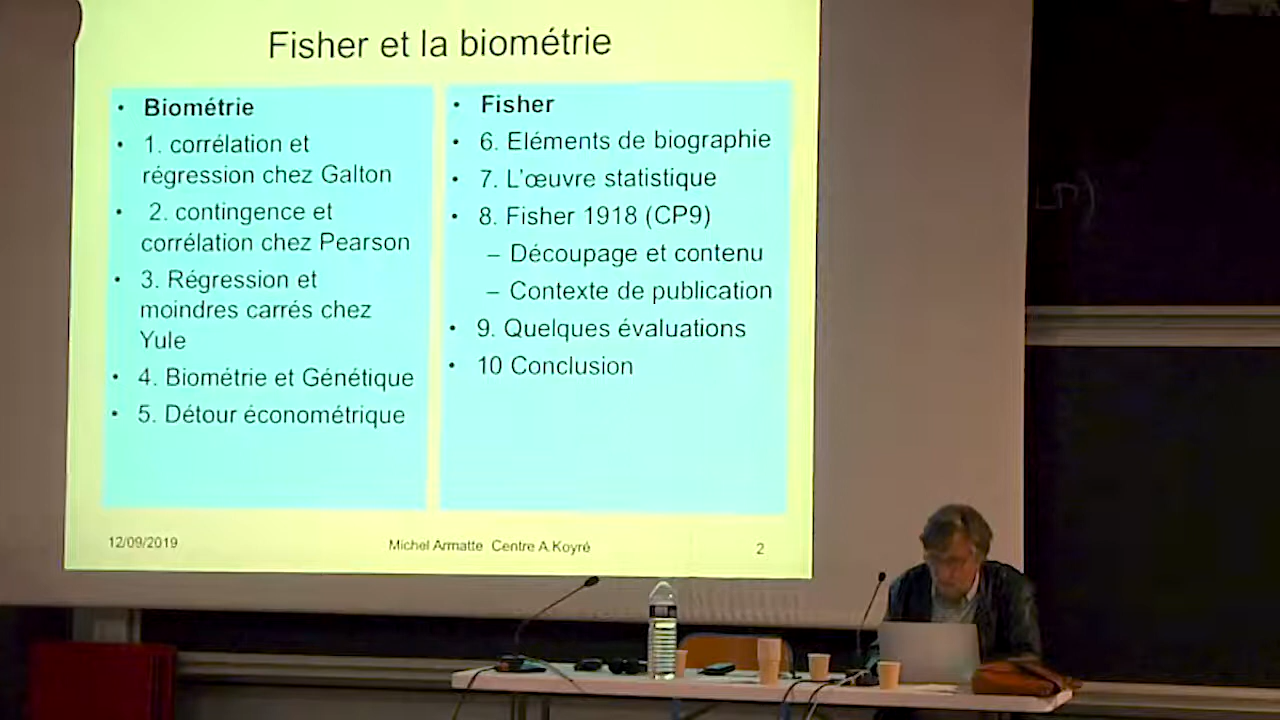 Fisher et la biométrie
• Biométrie
• 1. corrélation et
régression chez Galton
• 2. contingence et
corrélation chez Pearson
• 3. Régression et
moindres carrés chez
Yule
• 4. Biométrie et Génétique
• 5. Détour économétrique
• Fisher
• 6. Eléments de biographie
• 7. L'œuvre statistique
• 8. Fisher 1918 (CP9)
– Découpage et contenu
– Contexte de publication
• 9. Quelques évaluations
• 10 Conclusion
12/09/2019
Michel Armatte Centre A.Koyré
2